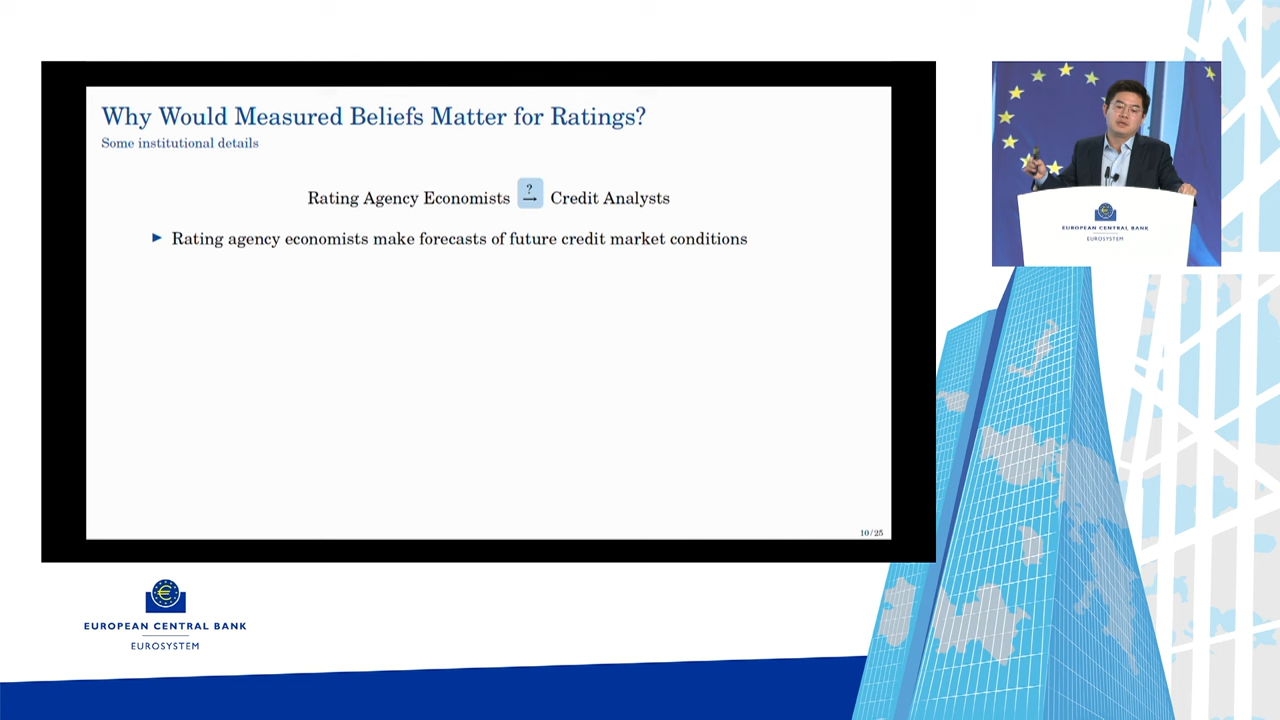 Why Would Measured Beliefs Matter for Ratings?
Some institutional details
Rating Agency Economists ?→ Credit Analysts
► Rating agency economists make forecasts of future credit market conditions
10/25
EUROPEAN CENTRAL BANK
EUROSYSTEM
EUROPEAN CENTRAL BANK
EUROSYSTEM